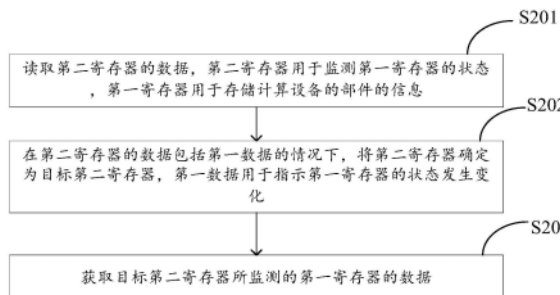 S201
读取第二寄存器的数据，第二寄存器用于监测第一寄存器的状态
，第一寄存器用于存储计算设备的部件的信息
S202
在第二寄存器的数据包括第一数据的情况下，将第二寄存器确定
为目标第二寄存器，第一数据用于指示第一寄存器的状态发生变
化
S20
获取目标第二寄存器所监测的第一寄存器的数据